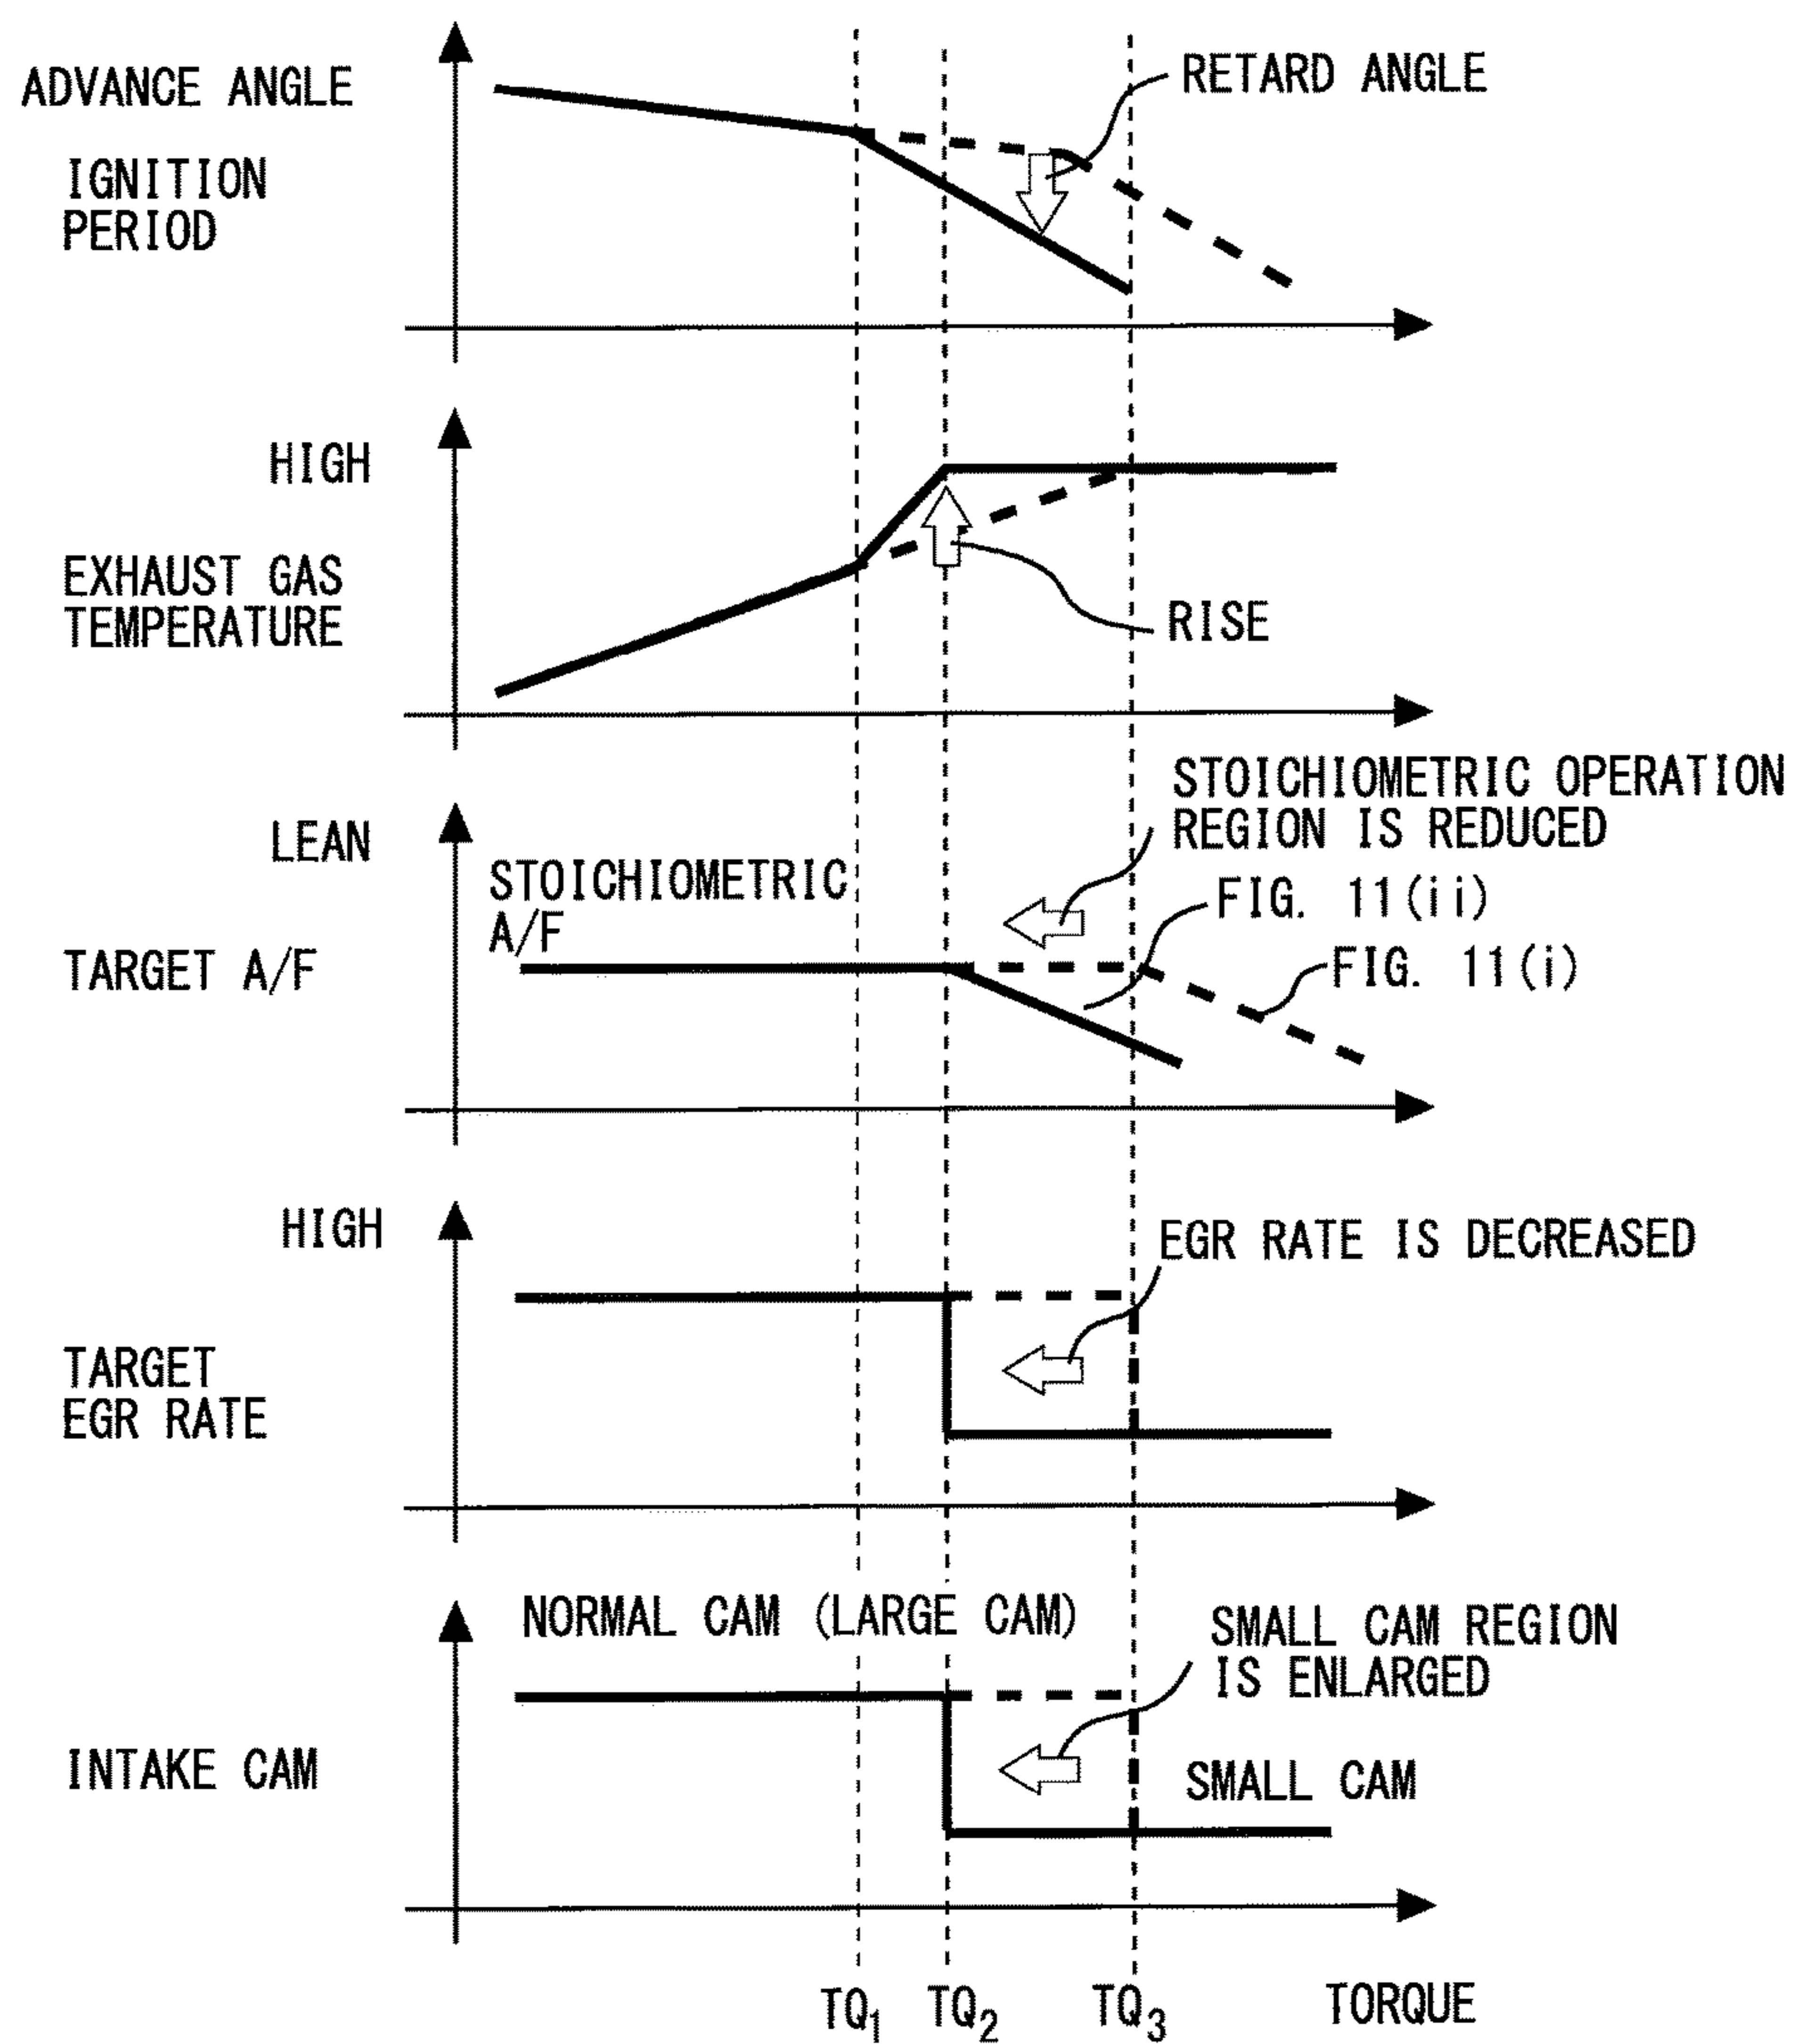 ADVANCE ANGLE
RETARD ANGLE
IGNITION
PERIOD
HIGH
EXHAUST GAS
TEMPERATURE
RISE
STOICHIOMETRIC OPERATION
REGION IS REDUCED
LEAN
STOICHIOMETRIC
A/F
FIG. 11(ii)
TARGET A/F
FIG. 11(i)
HIGH
EGR RATE IS DECREASED
TARGET
EGR RATE
NORMAL CAM (LARGE CAM)
SMALL CAM REGION
IS ENLARGED
INTAKE CAM
SMALL CAM
TQ1 TQ2 TQ3 TORQUE